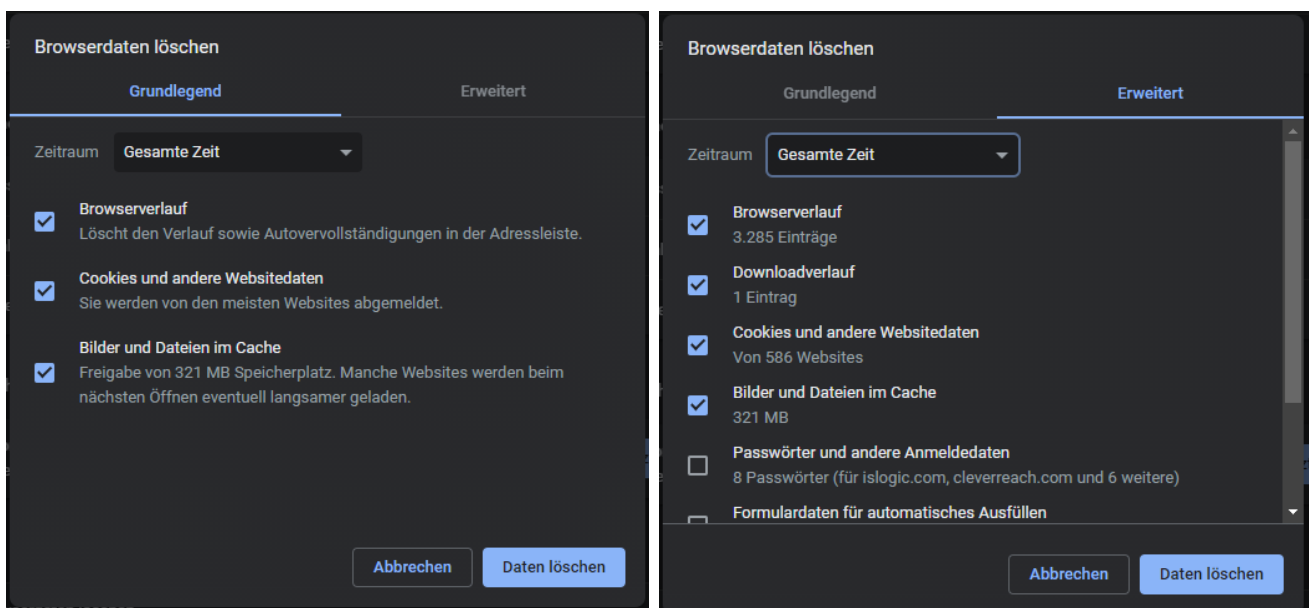 Browserdaten löschen
Grundlegend
Erweitert
Zeitraum
Gesamte Zeit
Browserverlauf
Löscht den Verlauf sowie Autovervollständigungen in der Adressleiste.
Cookies und andere Websitedaten
Sie werden von den meisten Websites abgemeldet.
Bilder und Dateien im Cache
Freigabe von 321 MB Speicherplatz. Manche Websites werden beim
nächsten Öffnen eventuell langsamer geladen.
Abbrechen
Daten löschen
Browserdaten löschen
Grundlegend
Erweitert
Zeitraum
Gesamte Zeit
Browserverlauf
3.285 Einträge
Downloadverlauf
1 Eintrag
Cookies und andere Websitedaten
Von 586 Websites
Bilder und Dateien im Cache
321 MB
Passwörter und andere Anmeldedaten
8 Passwörter (für islogic.com, cleverreach.com und 6 weitere)
Formulardaten für automatisches Ausfüllen
Abbrechen
Daten löschen